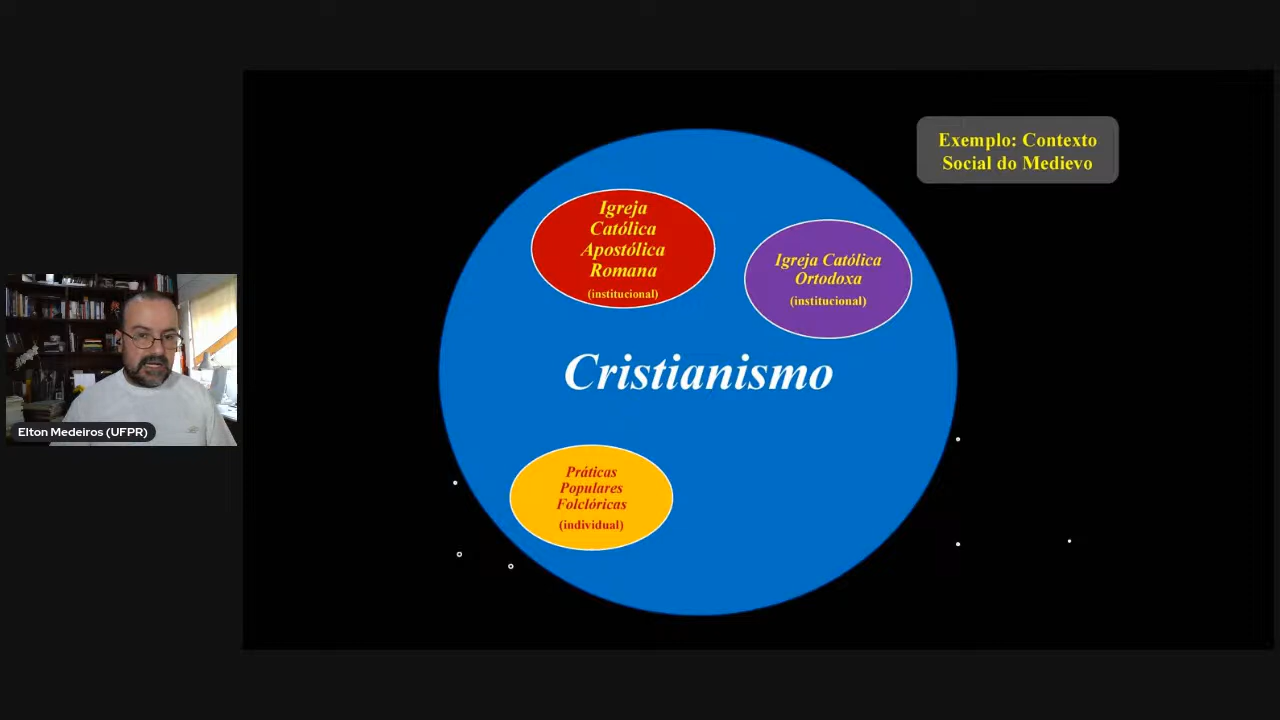 Exemplo: Contexto
Social do Medievo
Igreja
Católica
Apostólica
Romana
(institucional)
Igreja Católica
Ortodoxa
(institucional)
Cristianismo
Práticas
Populares
Folclóricas
(individual)
Elton Medeiros (UFPR)